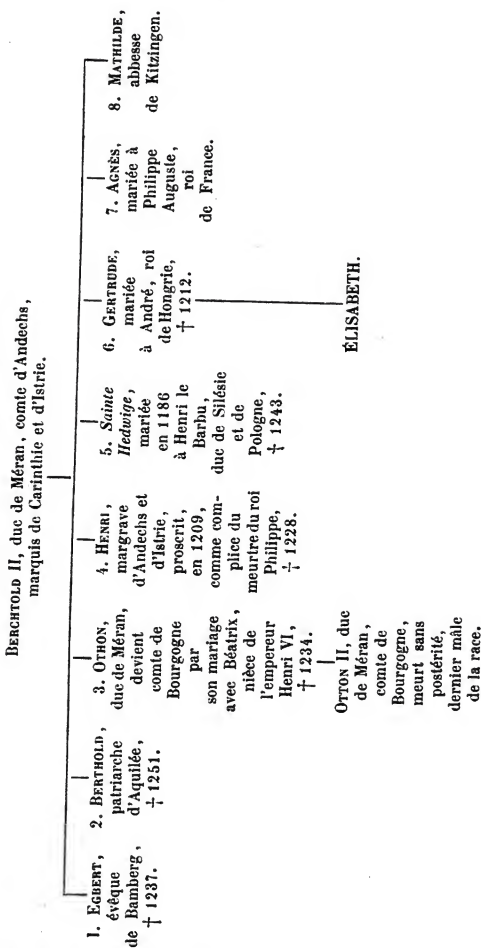 BERCHTOLD II, duc de Méran, comte d'Andechs,
marquis de Carinthie et d'Istrie.
1. EGBERT,
évêque
de Bamberg,
† 1237.
2. BERTHOLD,
patriarche
d'Aquilée,
† 1251.
3. OTHON,
duc de Méran,
devient
comte de
Bourgogne
par
son mariage
avec Béatrix,
nièce de
l'empereur
Henri VI,
† 1234.
OTTON II, duc
de Méran,
comte de
Bourgogne,
meurt sans
postérité,
dernier mâle
de la race.
4. HENRI,
margrave
d'Andechs et
d'Istrie,
proscrit,
en 1209,
comme com-
plice du
meurtre du roi
Philippe,
† 1228.
5. Sainte
Hedwige,
mariée
en 1186
à Henri le
Barbu,
duc de Silésie
et de
Pologne,
† 1243.
6. GERTRUDE,
mariée
à André, roi
de Hongrie,
† 1212.
ÉLISABETH.
7. AGNÈS,
mariée à
Philippe
Auguste,
roi
de France.
8. MATHILDE,
abbesse
de Kitzingen.